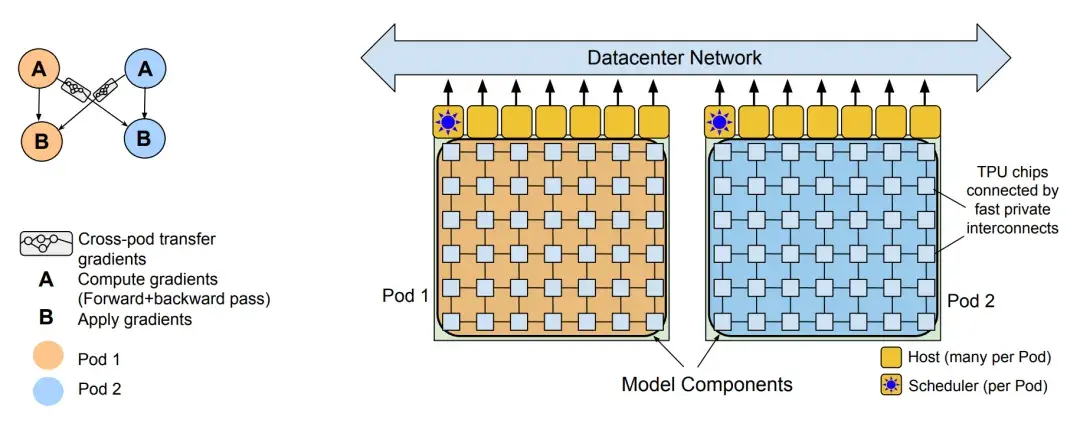 A
A
B
B
Cross-pod transfer
gradients
A
Compute gradients
(Forward+backward pass)
B
Apply gradients
Pod 1
Pod 2
Datacenter Network
TPU chips
connected by
fast private
interconnects
Pod 1
Pod 2
Model Components
Host (many per Pod)
Scheduler (per Pod)